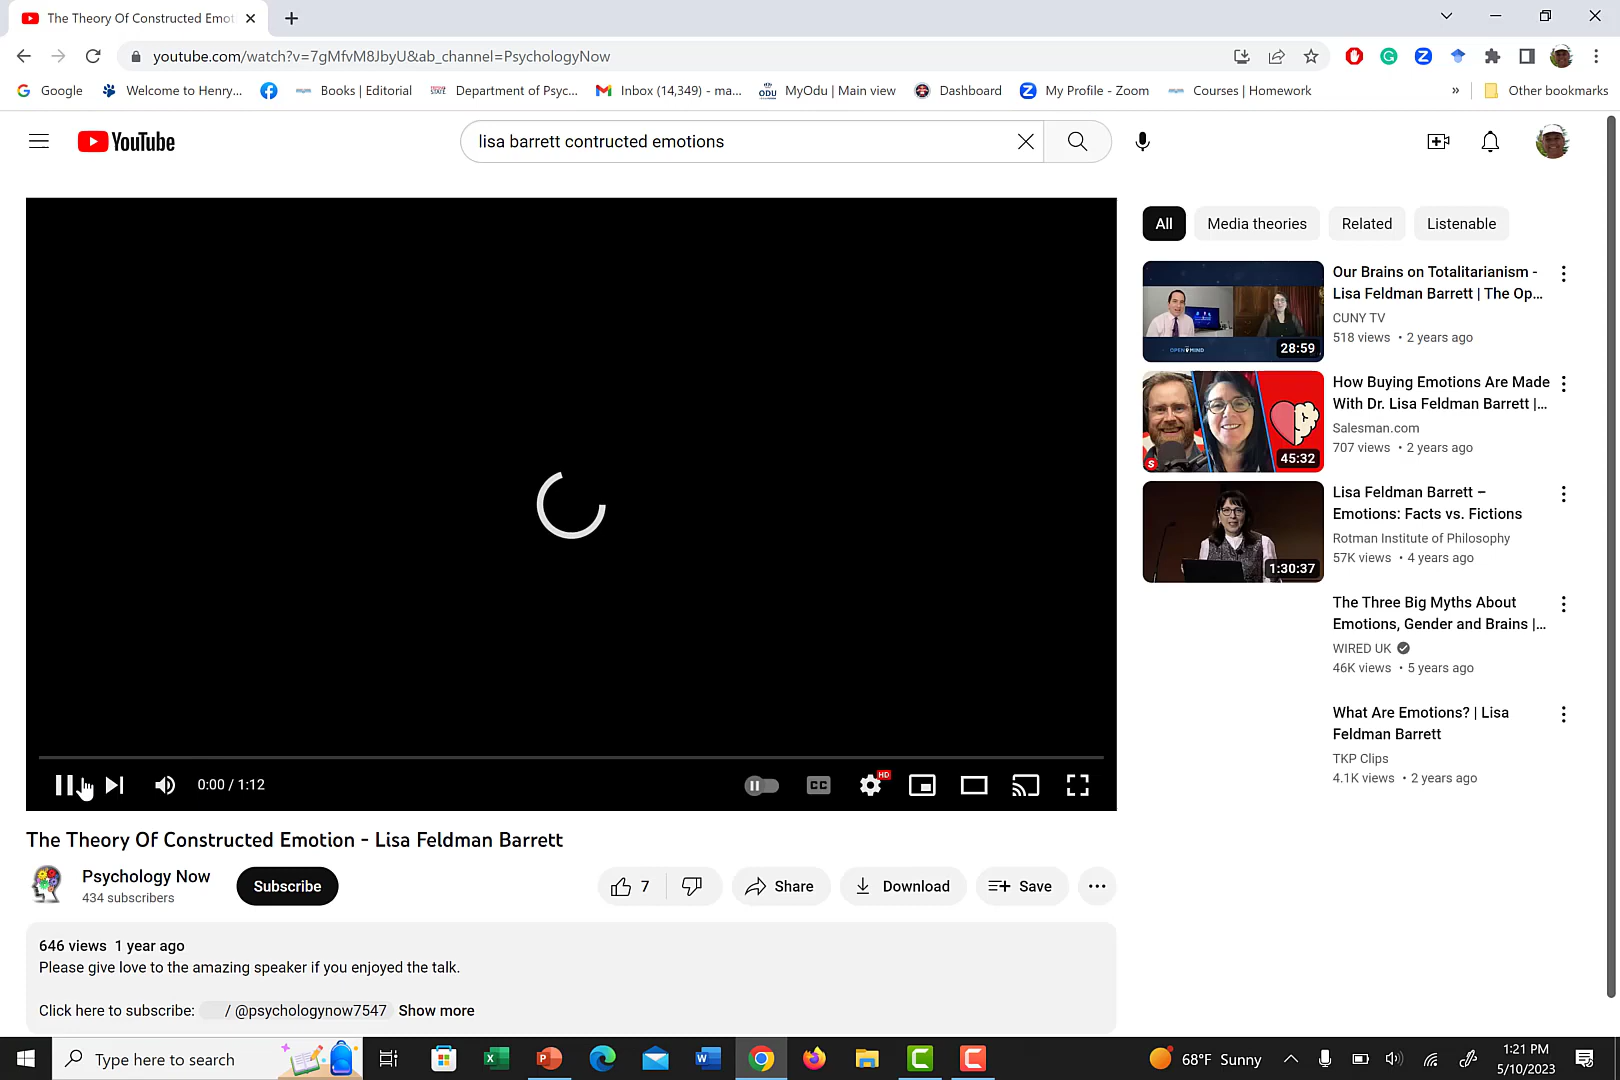 The Theory Of Constructed Emot
youtube.com/watch?v=7gMfvM8JbyU&ab_channel=PsychologyNow
Google
Welcome to Henry...
Books | Editorial
Department of Psyc...
Inbox (14,349) - ma...
ODU
MyOdu | Main view
Dashboard
My Profile - Zoom
Courses | Homework
»
Other bookmarks
YouTube
lisa barrett contructed emotions
All
Media theories
Related
Listenable
OPEN MIND
28:59
Our Brains on Totalitarianism -
Lisa Feldman Barrett | The Op...
CUNY TV
518 views • 2 years ago
45:32
How Buying Emotions Are Made
With Dr. Lisa Feldman Barrett |...
Salesman.com
707 views • 2 years ago
1:30:37
Lisa Feldman Barrett –
Emotions: Facts vs. Fictions
Rotman Institute of Philosophy
57K views • 4 years ago
The Three Big Myths About
Emotions, Gender and Brains |...
WIRED UK
46K views • 5 years ago
What Are Emotions? | Lisa
Feldman Barrett
TKP Clips
4.1K views • 2 years ago
0:00 / 1:12
CC
HD
The Theory Of Constructed Emotion - Lisa Feldman Barrett
Psychology Now
434 subscribers
Subscribe
7
Share
Download
Save
646 views 1 year ago
Please give love to the amazing speaker if you enjoyed the talk.
Click here to subscribe: / @psychologynow7547 Show more
Type here to search
68°F Sunny
1:21 PM
5/10/2023